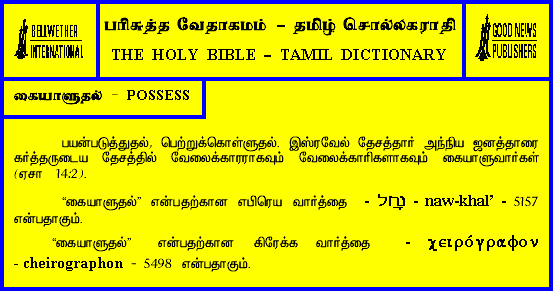 BELLWETHER
INTERNATIONAL
பரிசுத்த வேதாகமம் – தமிழ் சொல்லகராதி
THE HOLY BIBLE – TAMIL DICTIONARY
GOOD NEWS
PUBLISHERS
கையாளுதல் – POSSESS
பயன்படுத்துதல், பெற்றுக்கொள்ளுதல். இஸ்ரவேல் தேசத்தார் அந்நிய ஜனத்தாரை
கர்த்தருடைய தேசத்தில் வேலைக்காரராகவும் வேலைக்காரிகளாகவும் கையாளுவார்கள்
(ஏசா 14:2).
“கையாளுதல்” என்பதற்கான எபிரெய வார்த்தை - נָחַל - naw-khal’ - 5157
என்பதாகும்.
“கையாளுதல்” என்பதற்கான கிரேக்க வார்த்தை - χειρόγραφον
- cheirographon – 5498 என்பதாகும்.